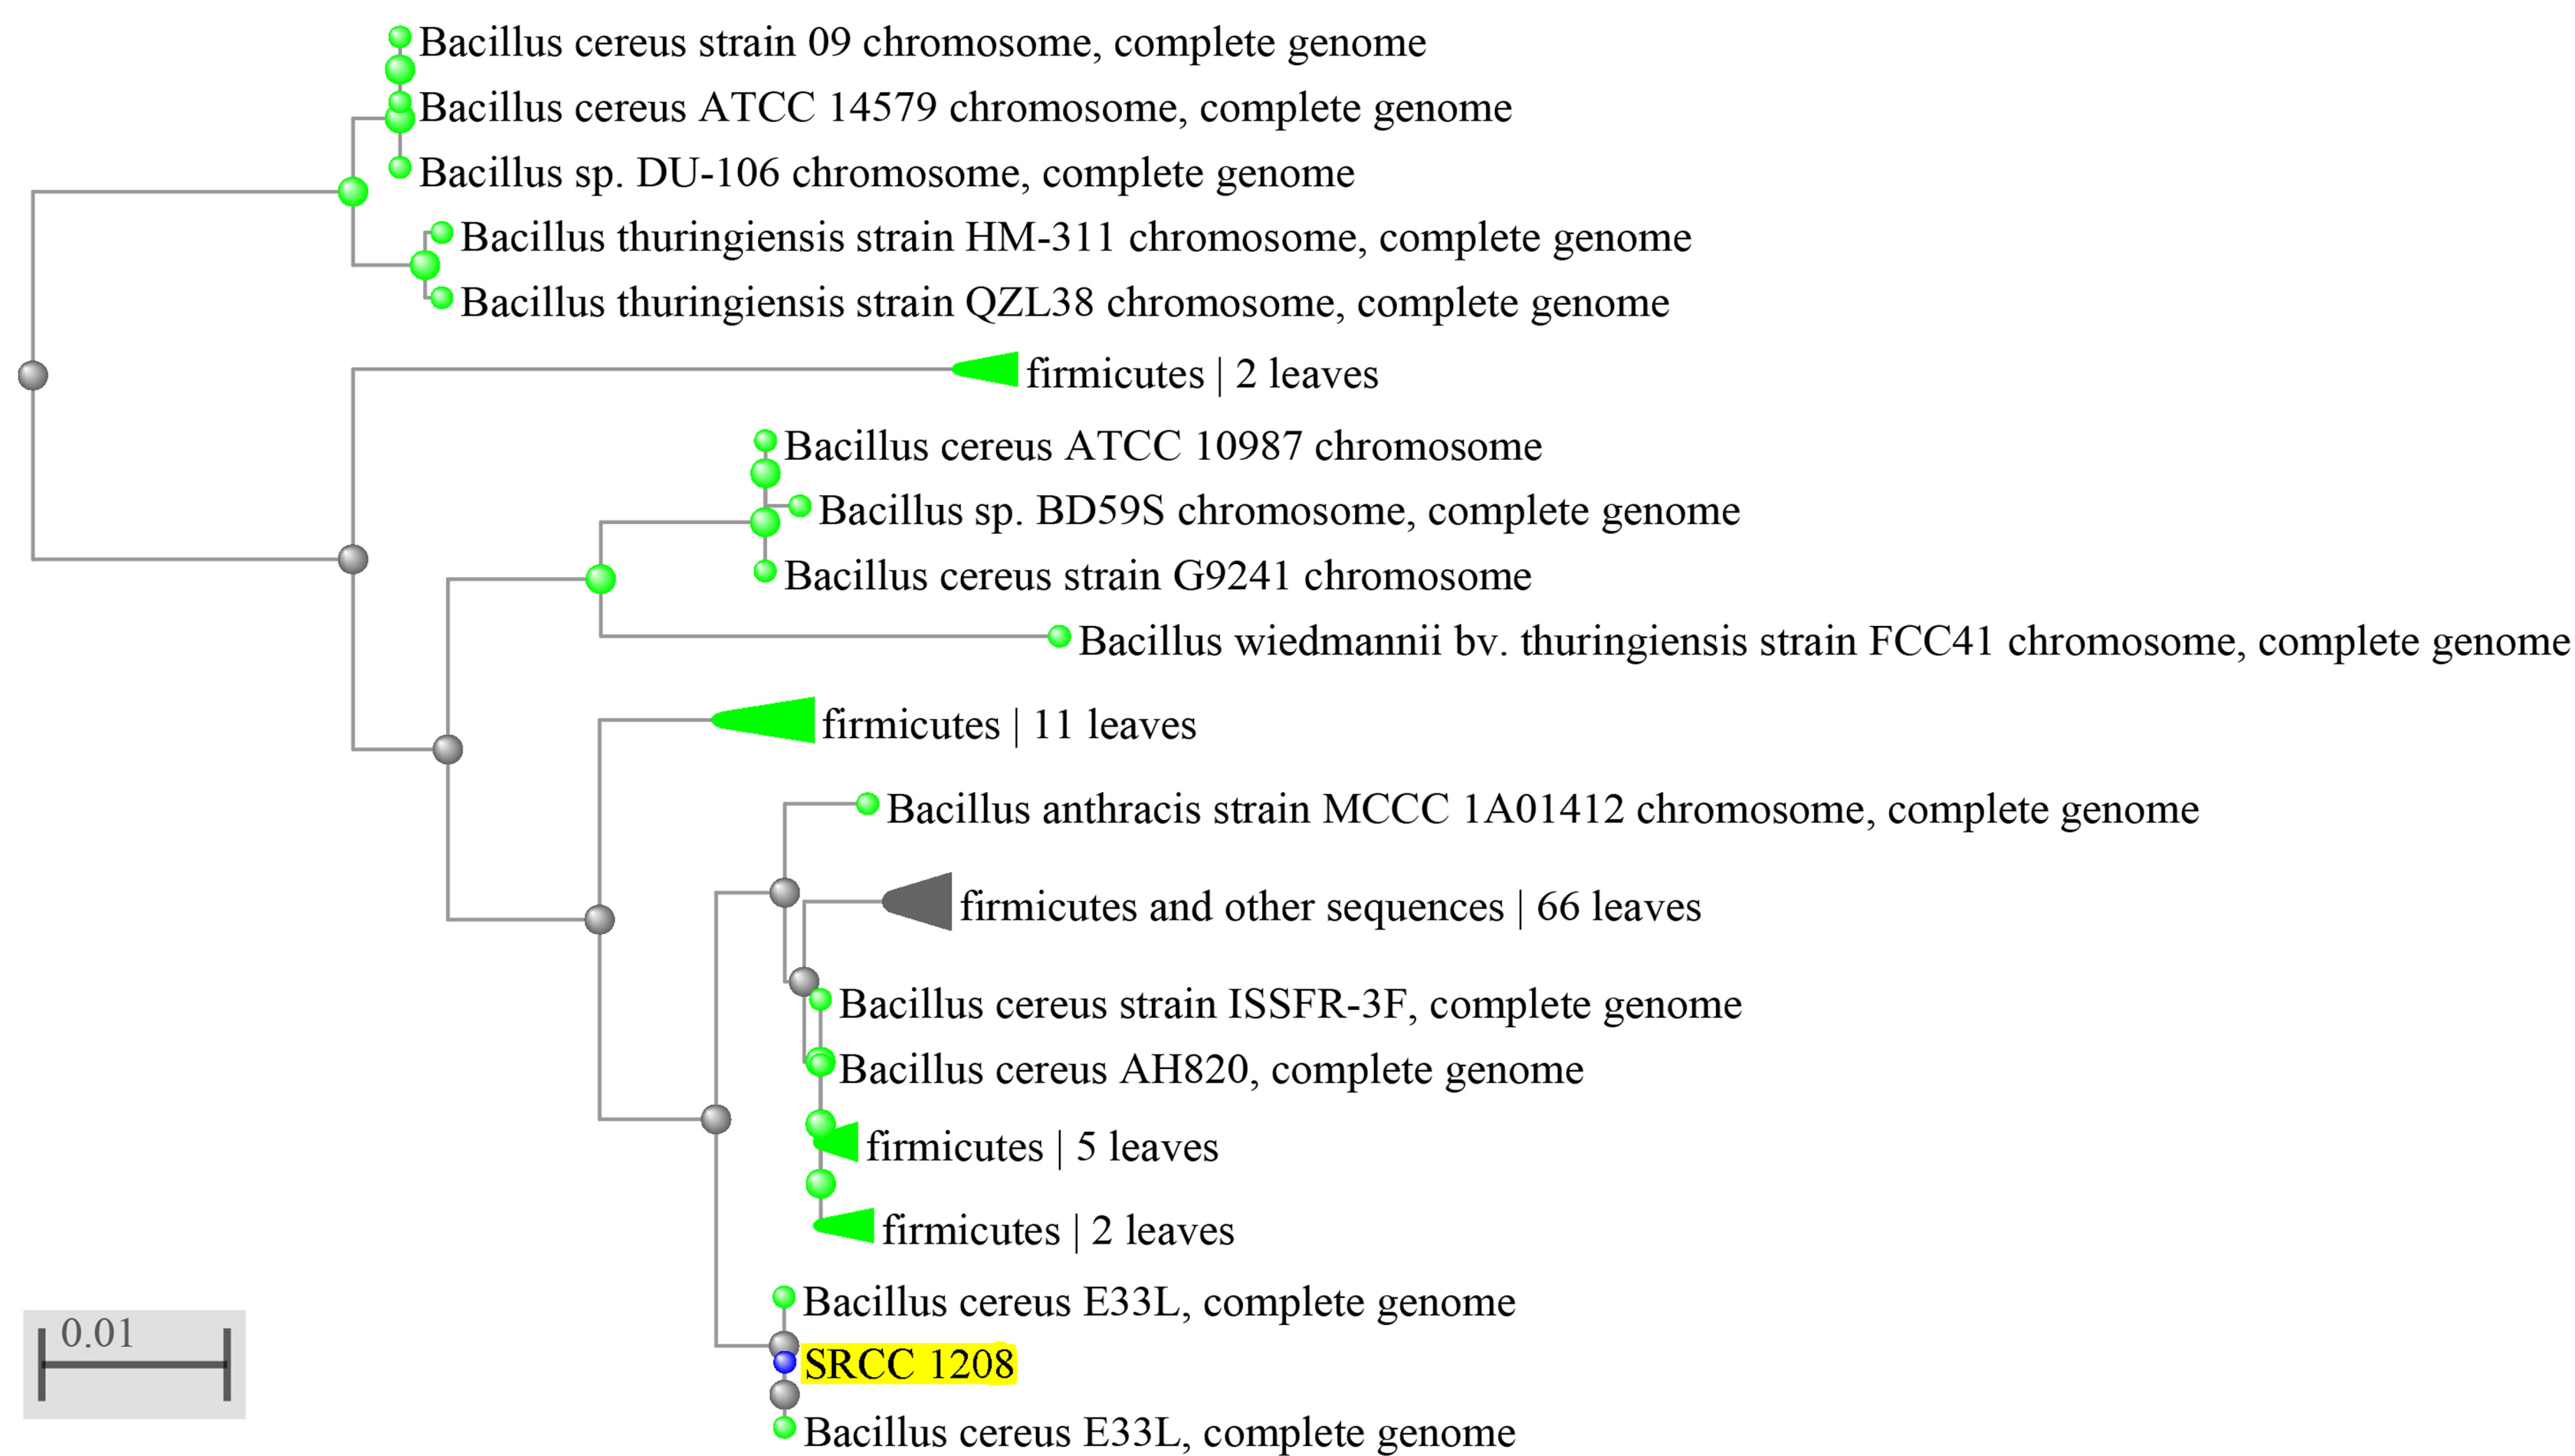 Bacillus cereus strain 09 chromosome, complete genome
Bacillus cereus ATCC 14579 chromosome, complete genome
Bacillus sp. DU-106 chromosome, complete genome
Bacillus thuringiensis strain HM-311 chromosome, complete genome
Bacillus thuringiensis strain QZL38 chromosome, complete genome
firmicutes | 2 leaves
Bacillus cereus ATCC 10987 chromosome
Bacillus sp. BD59S chromosome, complete genome
Bacillus cereus strain G9241 chromosome
Bacillus wiedmannii bv. thuringiensis strain FCC41 chromosome, complete genome
firmicutes | 11 leaves
Bacillus anthracis strain MCCC 1A01412 chromosome, complete genome
firmicutes and other sequences | 66 leaves
Bacillus cereus strain ISSFR-3F, complete genome
Bacillus cereus AH820, complete genome
firmicutes | 5 leaves
firmicutes | 2 leaves
Bacillus cereus E33L, complete genome
0.01
SRCC 1208
Bacillus cereus E33L, complete genome